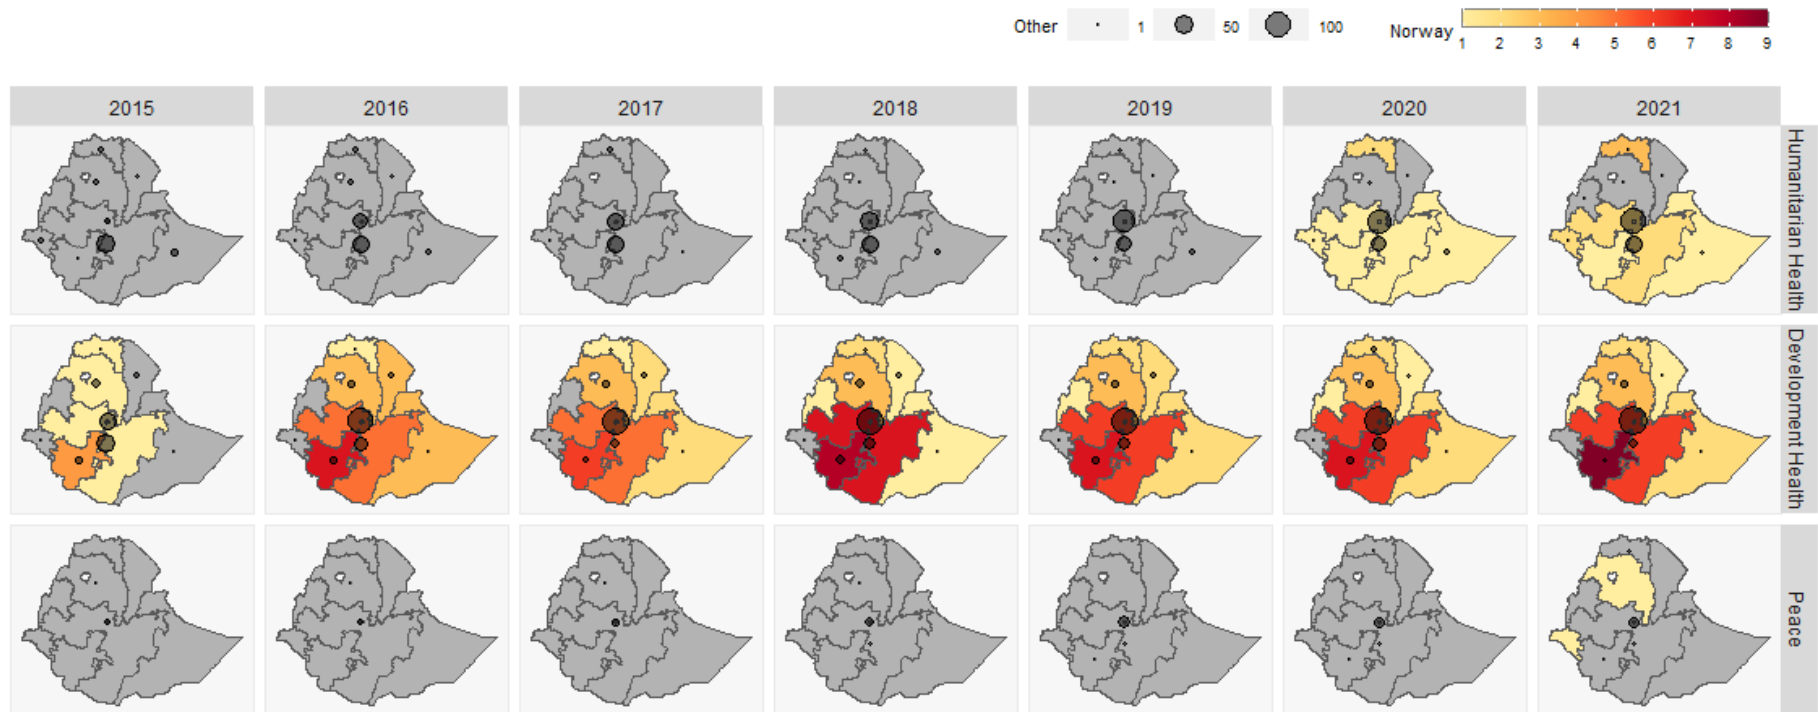 Other 1 50 100 Norway
1 2 3 4 5 6 7 8 9
2015 2016 2017 2018 2019 2020 2021
Humanitarian Health
Development Health
Peace